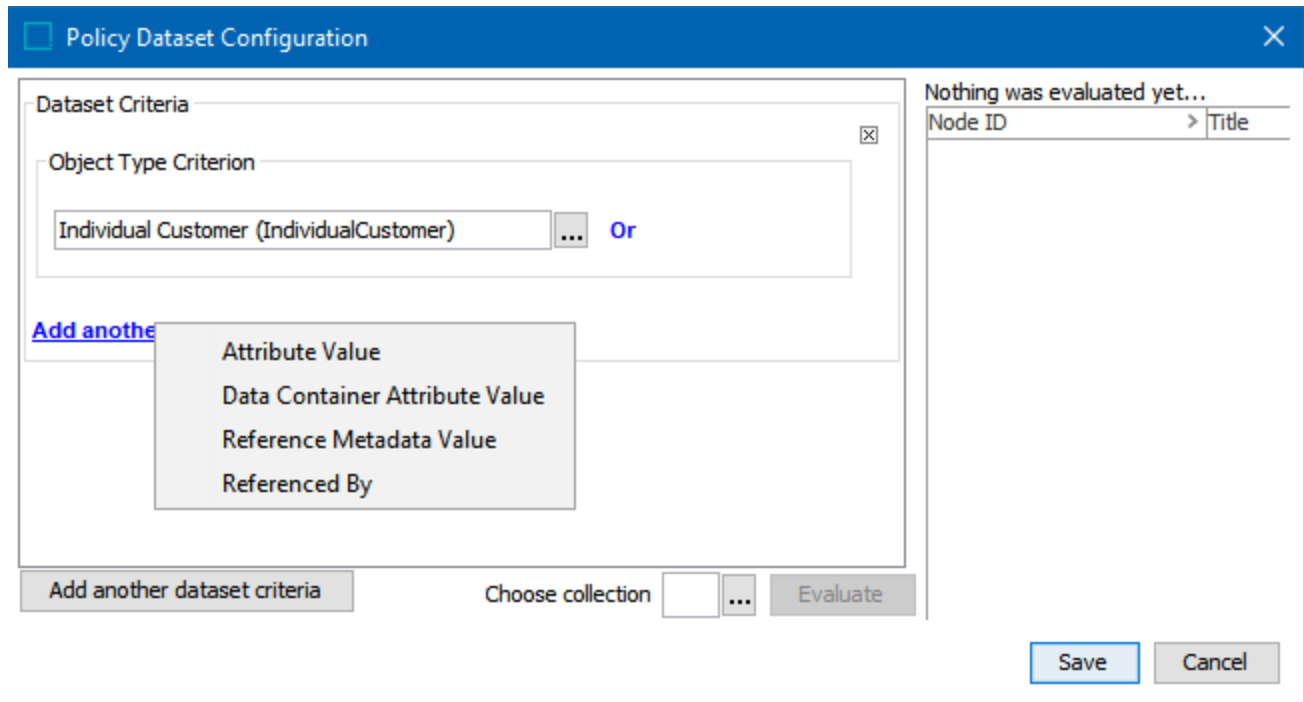 Policy Dataset Configuration
Dataset Criteria
Object Type Criterion
Individual Customer (IndividualCustomer) ... Or
Add anothe
Attribute Value
Data Container Attribute Value
Reference Metadata Value
Referenced By
Add another dataset criteria
Choose collection ... Evaluate
Nothing was evaluated yet...
Node ID > Title
Save Cancel